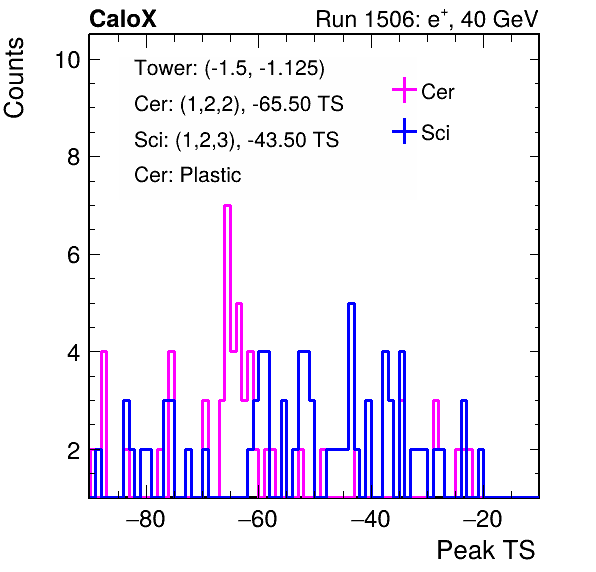 CaloX
Run 1506: e+, 40 GeV
Counts
Tower: (-1.5, -1.125)
Cer: (1,2,2), -65.50 TS
Sci: (1,2,3), -43.50 TS
Cer: Plastic
Cer
Sci
10
8
6
4
2
−80
−60
−40
−20
Peak TS